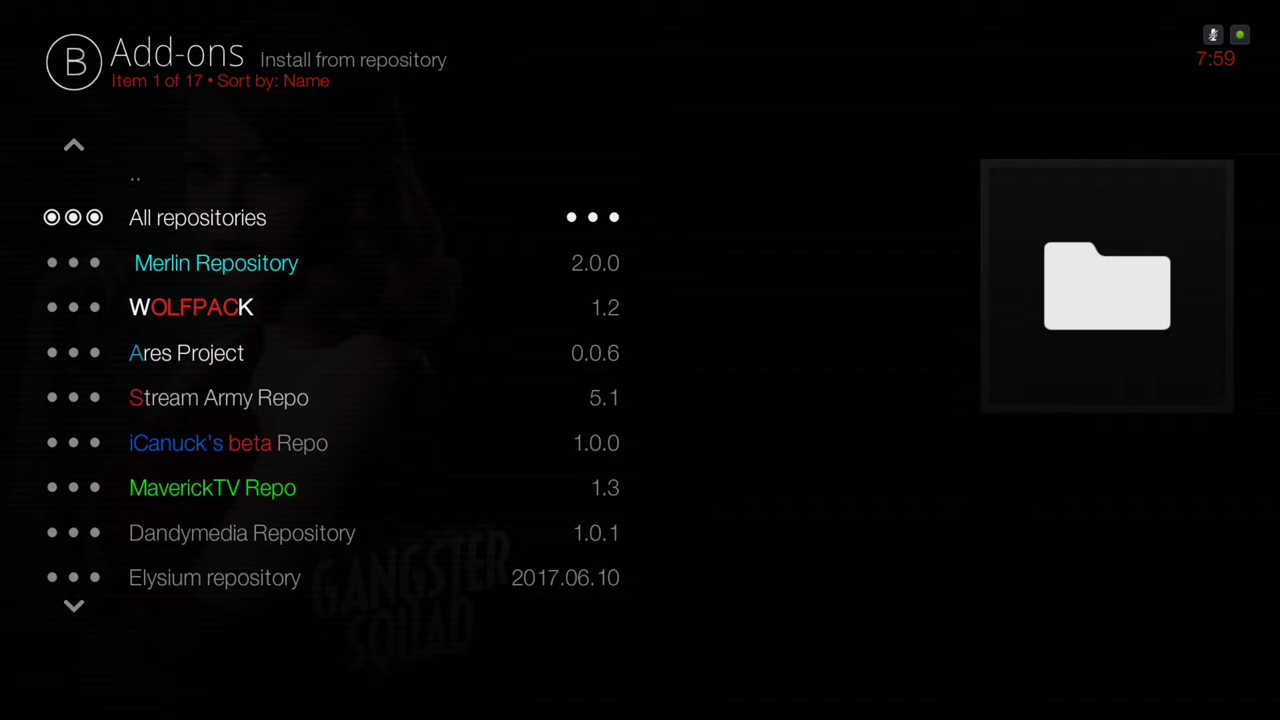 B Add-ons Install from repository
Item 1 of 17 • Sort by: Name
7:59
..
All repositories
Merlin Repository 2.0.0
WOLFPACK 1.2
Ares Project 0.0.6
Stream Army Repo 5.1
iCanuck's beta Repo 1.0.0
MaverickTV Repo 1.3
Dandymedia Repository 1.0.1
Elysium repository 2017.06.10
GANGSTER
SQUAD